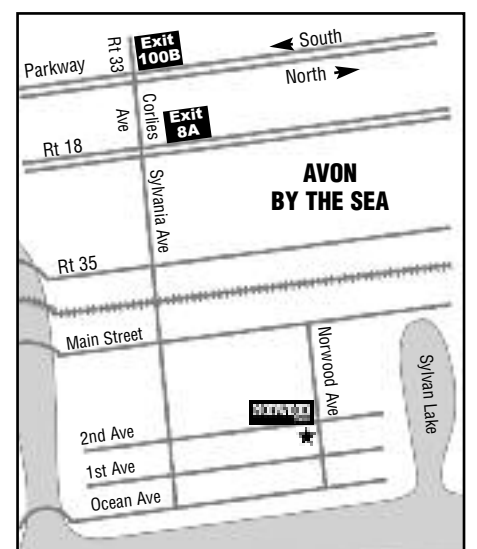 Rt 33
Exit
100B
South
Parkway
North
Corlies
Ave
Exit
8A
Rt 18
AVON
BY THE SEA
Sylvania Ave
Rt 35
Main Street
Norwood Ave
Sylvan Lake
2nd Ave
1st Ave
Ocean Ave